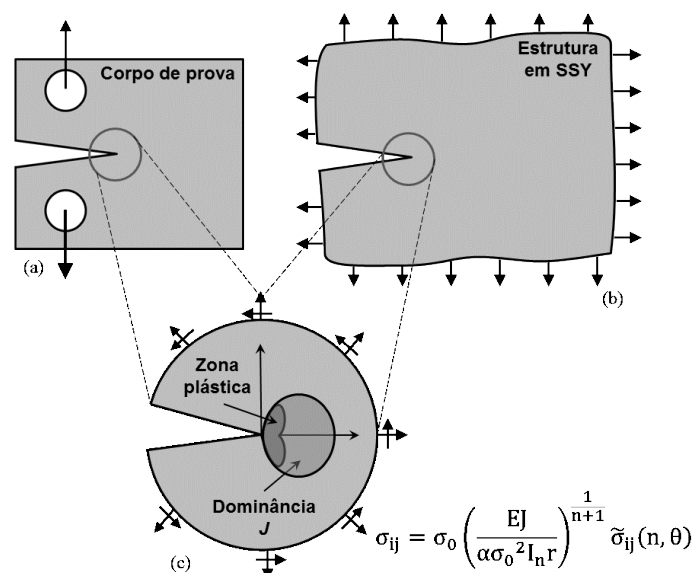 Corpo de prova
Estrutura
em SSY
(a)
(b)
Zona
plástica
Dominância
J
(c)
σij = σ0 (EJ / ασ0²Inr)^(1/(n+1)) σ̃ij(n, θ)